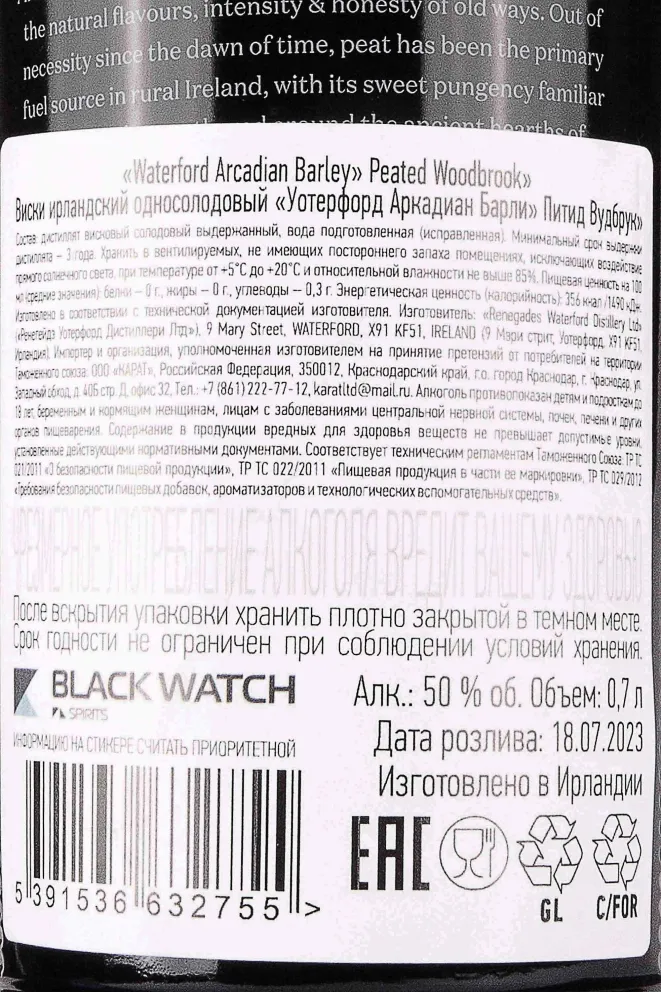 the natural flavours, intensity & honesty of old ways. Out of
necessity since the dawn of time, peat has been the primary
fuel source in rural Ireland, with its sweet pungency familiar
around the ancient hearths of
«Waterford Arcadian Barley» Peated Woodbrook»
Виски ирландский односолодовый «Уотерфорд Аркадиан Барли» Питид Вудбрук»
Состав: дистиллят висковый солодовый выдержанный, вода подготовленная (исправленная). Минимальный срок выдержки
дистиллята – 3 года. Хранить в вентилируемых, не имеющих постороннего запаха помещениях, исключающих воздействие
прямого солнечного света, при температуре от +5°С до +20°С и относительной влажности не выше 85%. Пищевая ценность на 100
мл (средние значения): белки – 0 г., жиры – 0 г., углеводы – 0,3 г. Энергетическая ценность (калорийность): 356 ккал /1490 кДж.
Изготовлено в соответствии с технической документацией изготовителя. Изготовитель: «Renegades Waterford Distillery Ltd»
(«Ренегейдз Уотерфорд Дистиллери Лтд»), 9 Mary Street, WATERFORD, X91 KF51, IRELAND (9 Мэри стрит, Уотерфорд, X91 KF51,
Ирландия). Импортер и организация, уполномоченная изготовителем на принятие претензий от потребителей на территории
Таможенного союза: ООО «КАРАТ», Российская Федерация, 350012, Краснодарский край, г.о. город Краснодар, г. Краснодар, ул.
Западный обход, д. 40Б стр. Д, офис 32, Тел.: +7 (861) 222-77-12, karatltd@mail.ru. Алкоголь противопоказан детям и подросткам до
18 лет, беременным и кормящим женщинам, лицам с заболеваниями центральной нервной системы, почек, печени и других
органов пищеварения. Содержание в продукции вредных для здоровья веществ не превышает допустимые уровни,
установленные действующими нормативными документами. Соответствует техническим регламентам Таможенного Союза: ТР ТС
021/2011 «О безопасности пищевой продукции», ТР ТС 022/2011 «Пищевая продукция в части ее маркировки», ТР ТС 029/2012
«Требования безопасности пищевых добавок, ароматизаторов и технологических вспомогательных средств».
ЧРЕЗМЕРНОЕ УПОТРЕБЛЕНИЕ АЛКОГОЛЯ ВРЕДИТ ВАШЕМУ ЗДОРОВЬЮ
После вскрытия упаковки хранить плотно закрытой в темном месте.
Срок годности не ограничен при соблюдении условий хранения.
BLACK WATCH
SPIRITS
ИНФОРМАЦИЮ НА СТИКЕРЕ СЧИТАТЬ ПРИОРИТЕТНОЙ
5 391536 632755 >
Алк.: 50 % об. Объем: 0,7 л
Дата розлива: 18.07.2023
Изготовлено в Ирландии
EAC
GL
C/FOR